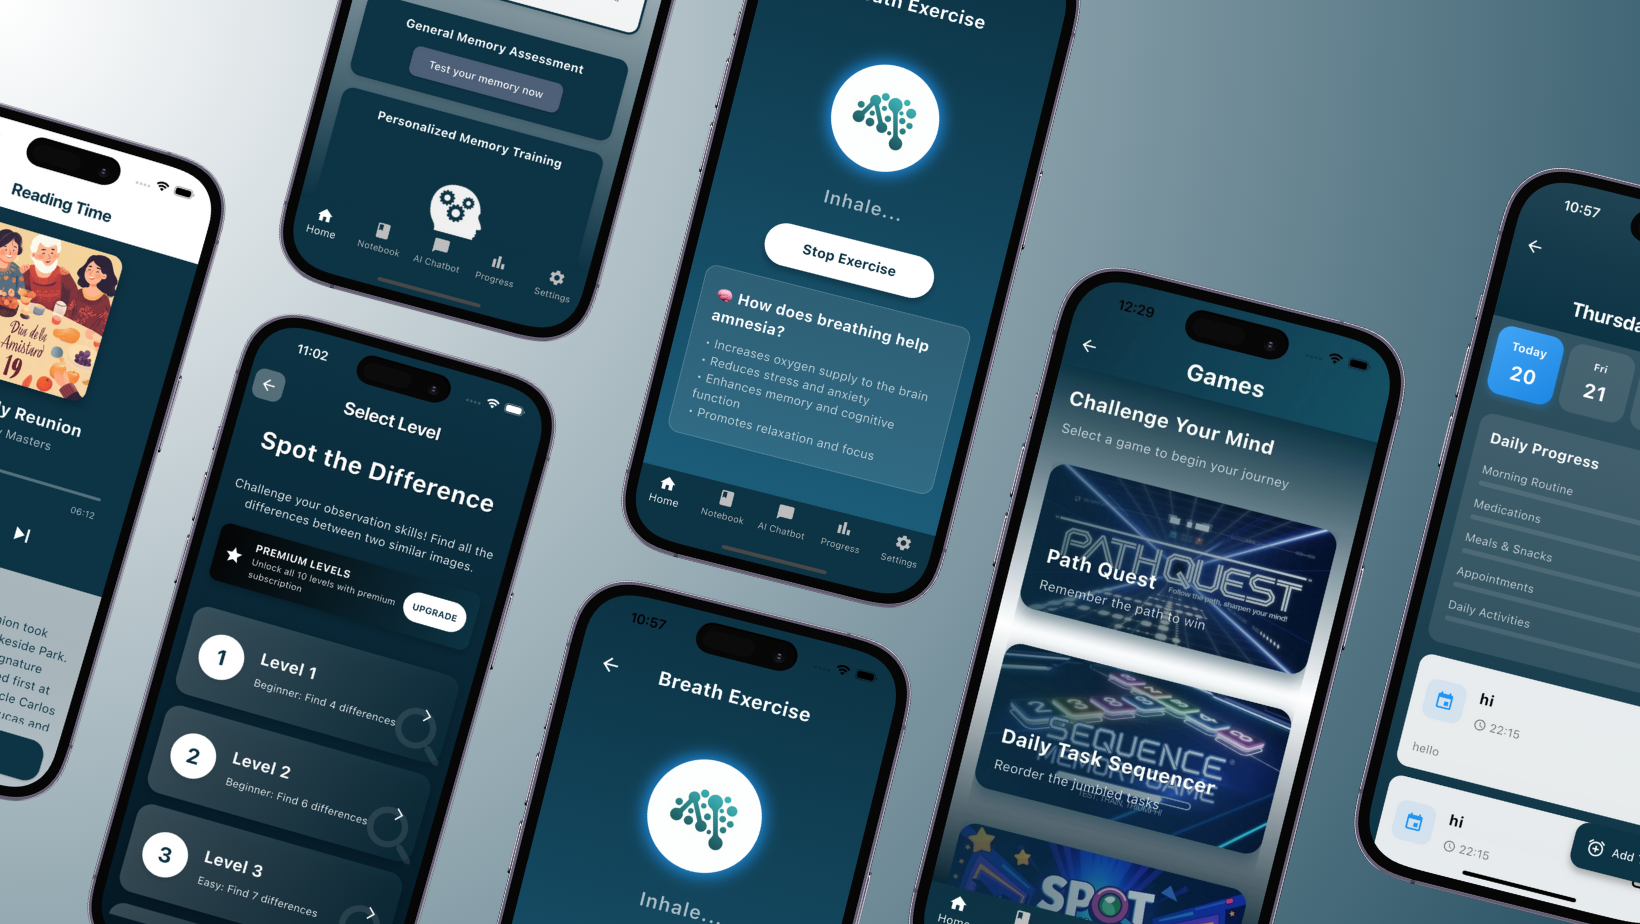 Reading Time
Dia de la
Amistard
19
ly Reunion
Masters
06:12
ion took
keside Park.
gnature
d first at
cle Carlos
ucas and
General Memory Assessment
Test your memory now
Personalized Memory Training
Home
Notebook
AI Chatbot
Progress
Settings
11:02
Select Level
Spot the Difference
Challenge your observation skills! Find all the
differences between two similar images.
PREMIUM LEVELS
Unlock all 10 levels with premium
subscription
UPGRADE
1
Level 1
Beginner: Find 4 differences
2
Level 2
Beginner: Find 6 differences
3
Level 3
Easy: Find 7 differences
ath Exercise
Inhale...
Stop Exercise
🧠 How does breathing help
amnesia?
• Increases oxygen supply to the brain
• Reduces stress and anxiety
• Enhances memory and cognitive
function
• Promotes relaxation and focus
Home
Notebook
AI Chatbot
Progress
Settings
10:57
Breath Exercise
Inhale...
12:29
Games
Challenge Your Mind
Select a game to begin your journey
PATH QUEST
Follow the path, sharpen your mind!
Path Quest
Remember the path to win
SEQUENCE
MEMORY GAME
Daily Task Sequencer
Reorder the jumbled tasks
SPOT
Home
10:57
Thursda
Today
20
Fri
21
Daily Progress
Morning Routine
Medications
Meals & Snacks
Appointments
Daily Activities
hi
22:15
hello
hi
22:15
Add